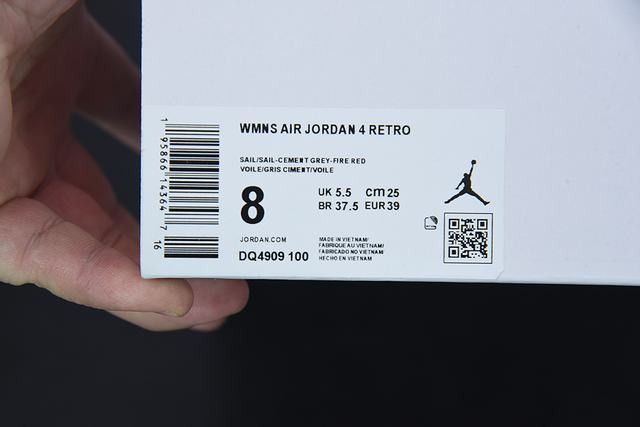 WMNS AIR JORDAN 4 RETRO
SAIL/SAIL-CEMENT GREY-FIRE RED
VOILE/GRIS CIMENT/VOILE
8
UK 5.5 cm 25
BR 37.5 EUR 39
JORDAN.COM
DQ4909 100
MADE IN VIETNAM/
FABRIQUE AU VIETNAM/
FABRICADO NO VIETNAM/
HECHO EN VIETNAM
1 95866 14364 7
16